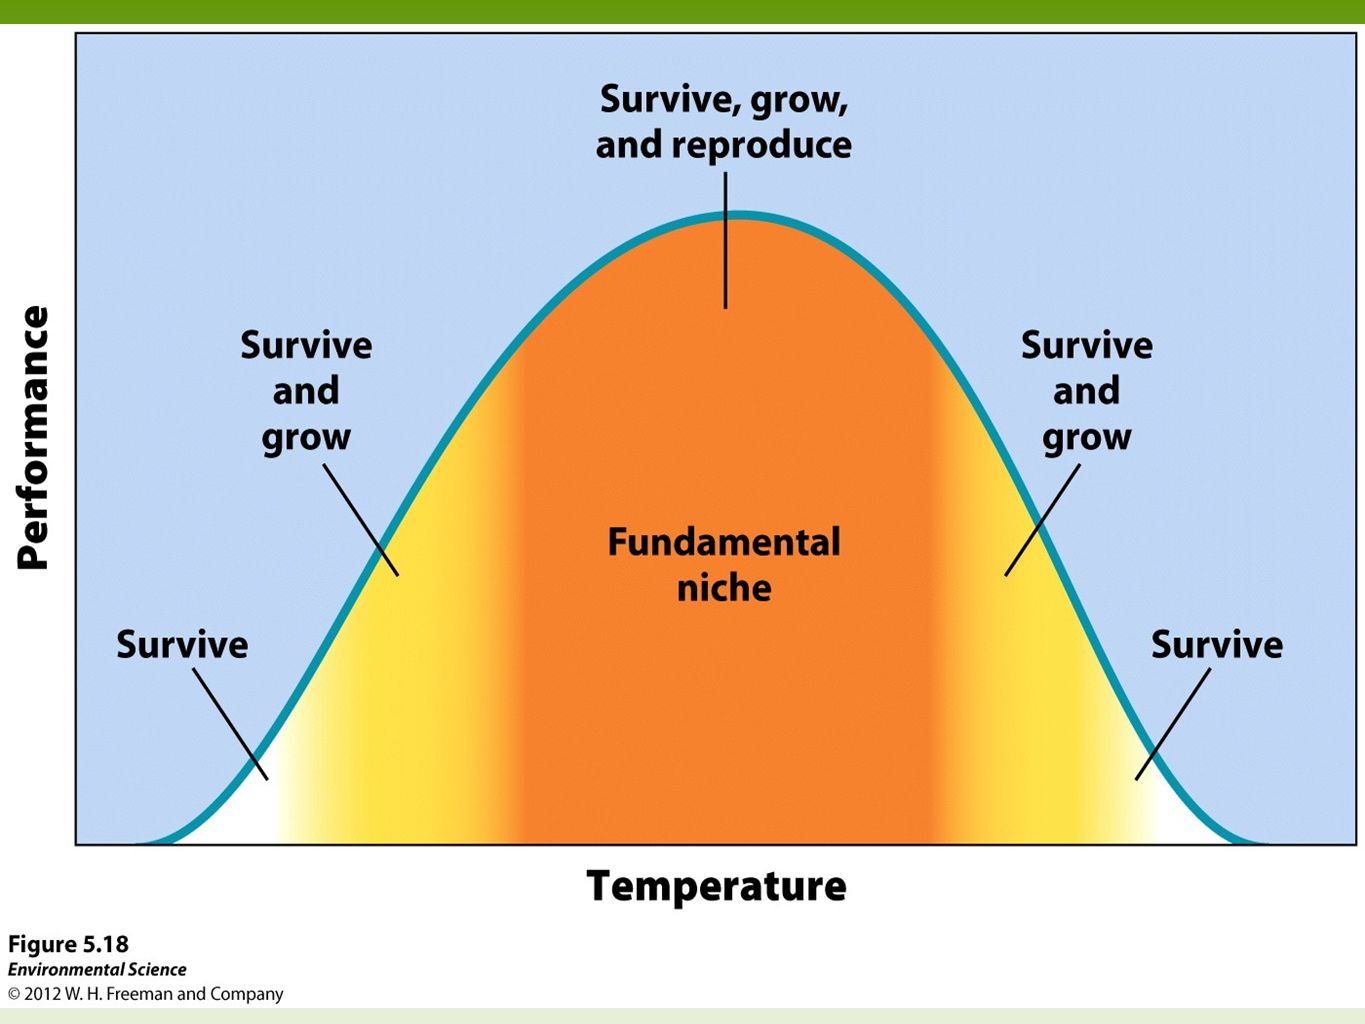 Survive, grow,
and reproduce
Survive
and
grow
Survive
and
grow
Fundamental
niche
Survive
Survive
Performance
Temperature
Figure 5.18
Environmental Science
© 2012 W. H. Freeman and Company